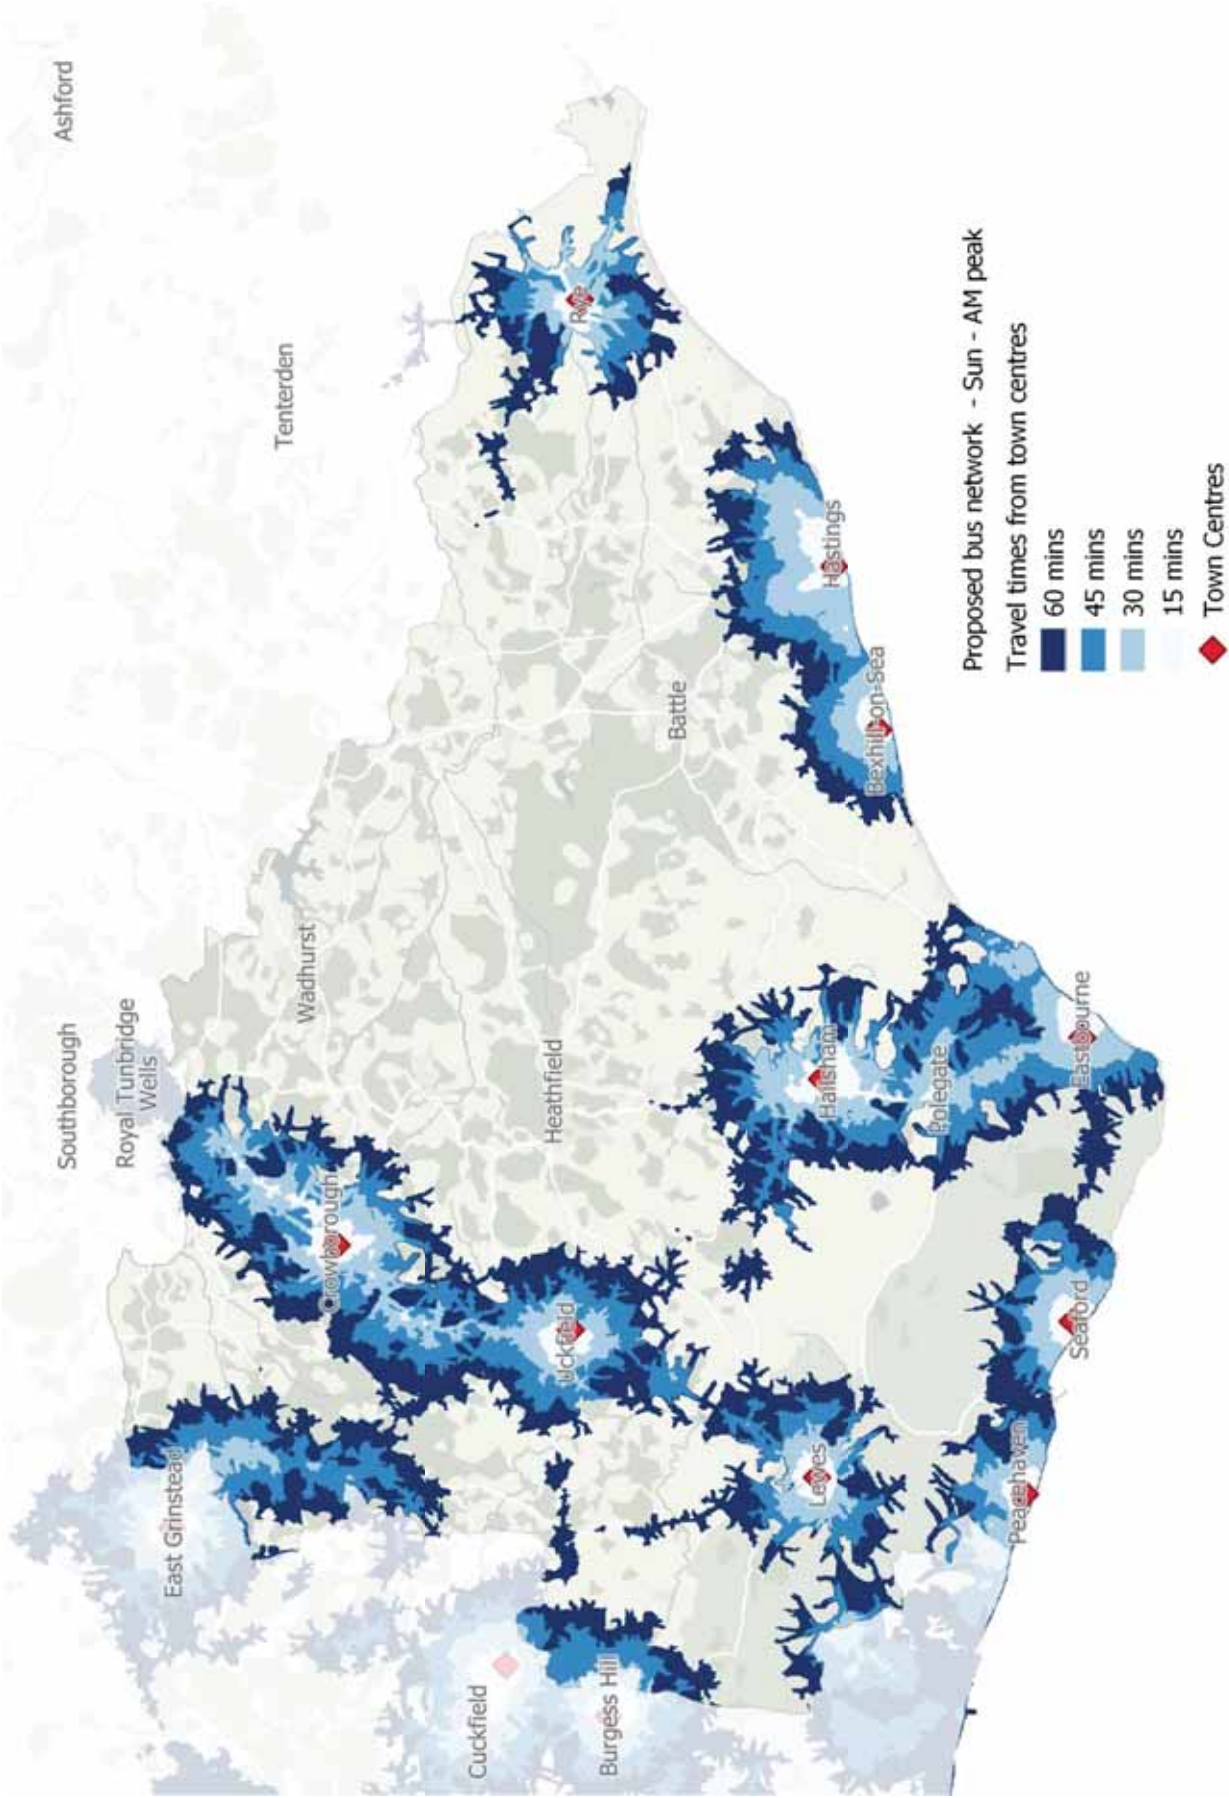 Ashford
Tenterden
Southborough
Royal Tunbridge
Wells
Wadhurst
East Grinstead
Crowborough
Heathfield
Rye
Cuckfield
Uckfield
Battle
Burgess Hill
Hastings
Bexhill-on-Sea
Lewes
Hailsham
Polegate
Peacehaven
Seaford
Eastbourne
Proposed bus network - Sun - AM peak
Travel times from town centres
60 mins
45 mins
30 mins
15 mins
Town Centres